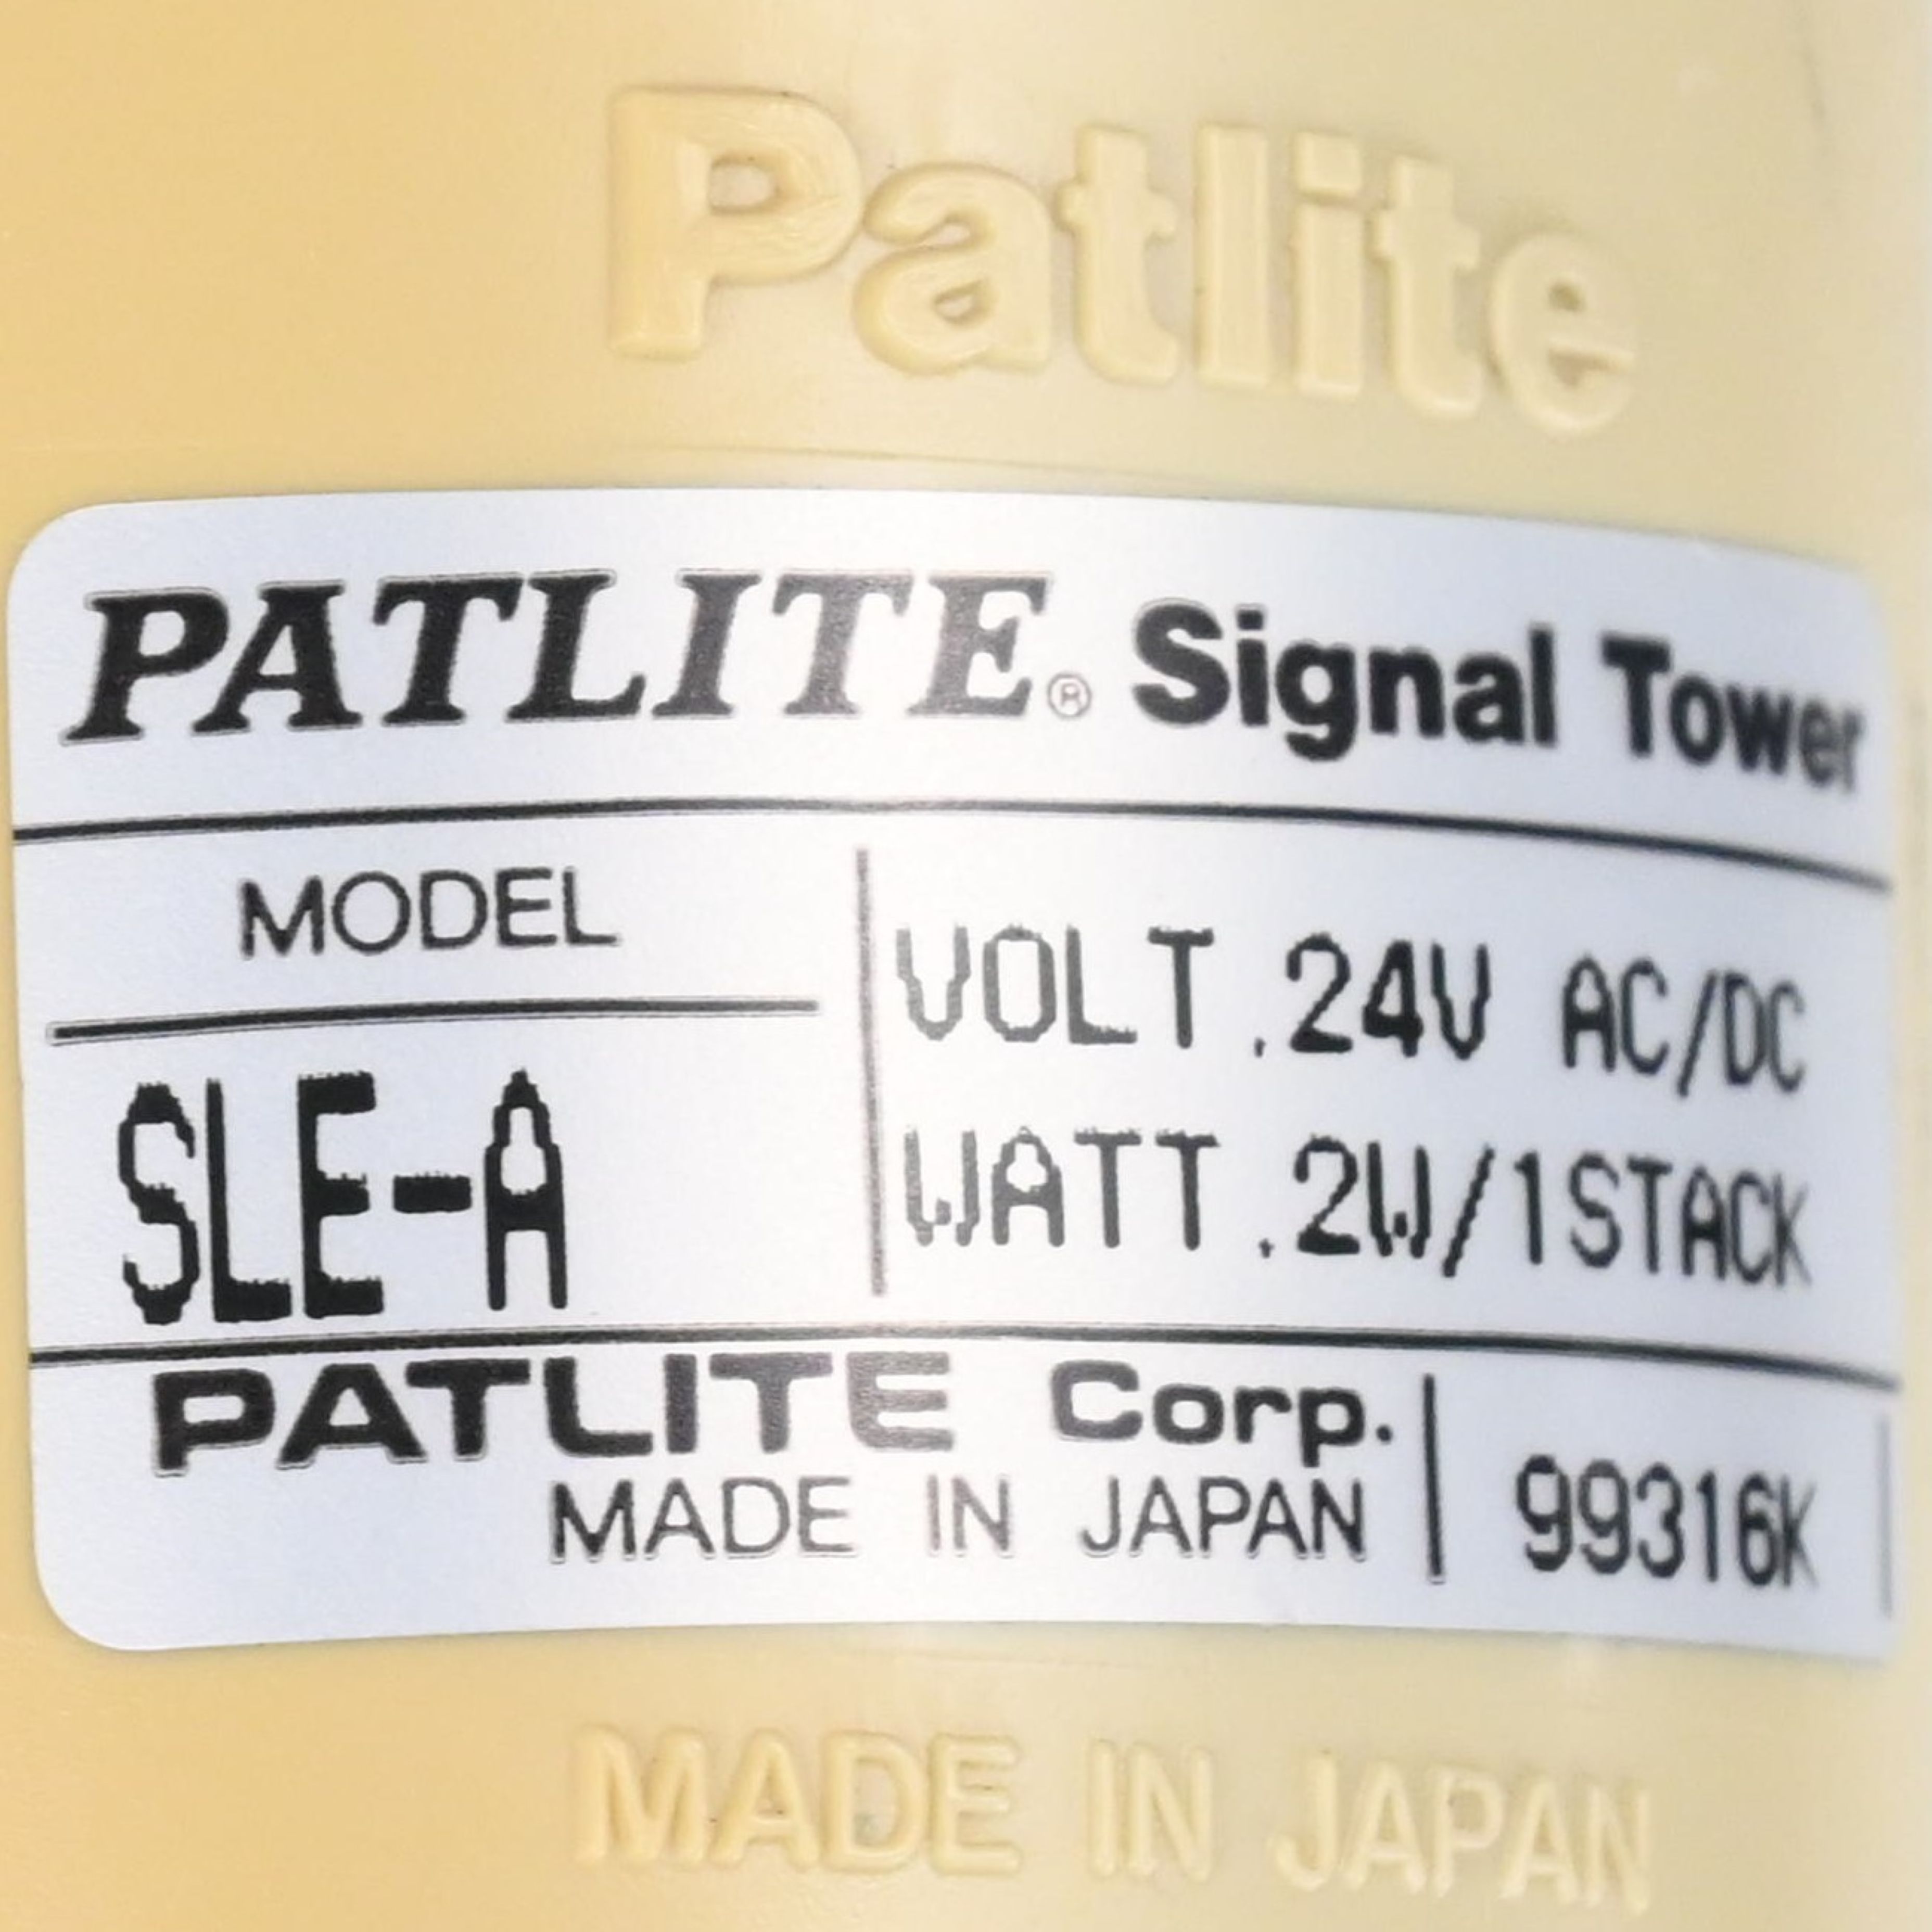 Patlite
PATLITE® Signal Tower
MODEL
VOLT.24V AC/DC
SLE-A
WATT.2W/1STACK
PATLITE Corp.
MADE IN JAPAN
99316K
MADE IN JAPAN